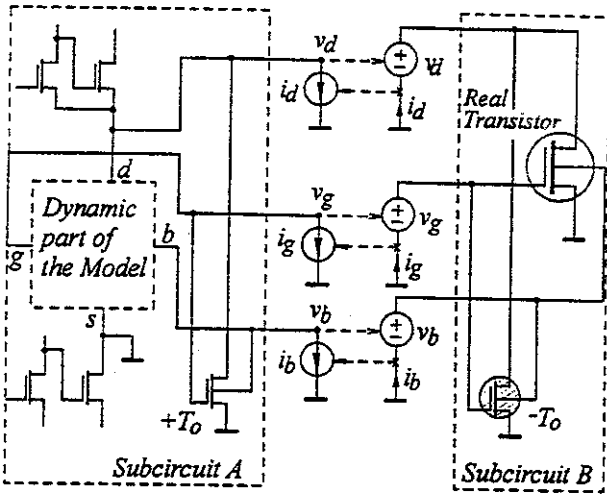 v_d
v_d
i_d
i_d
Real
Transistor
d
Dynamic
part of
the Model
g
b
s
v_g
v_g
i_g
i_g
v_b
v_b
i_b
i_b
+T_o
-T_o
Subcircuit A
Subcircuit B